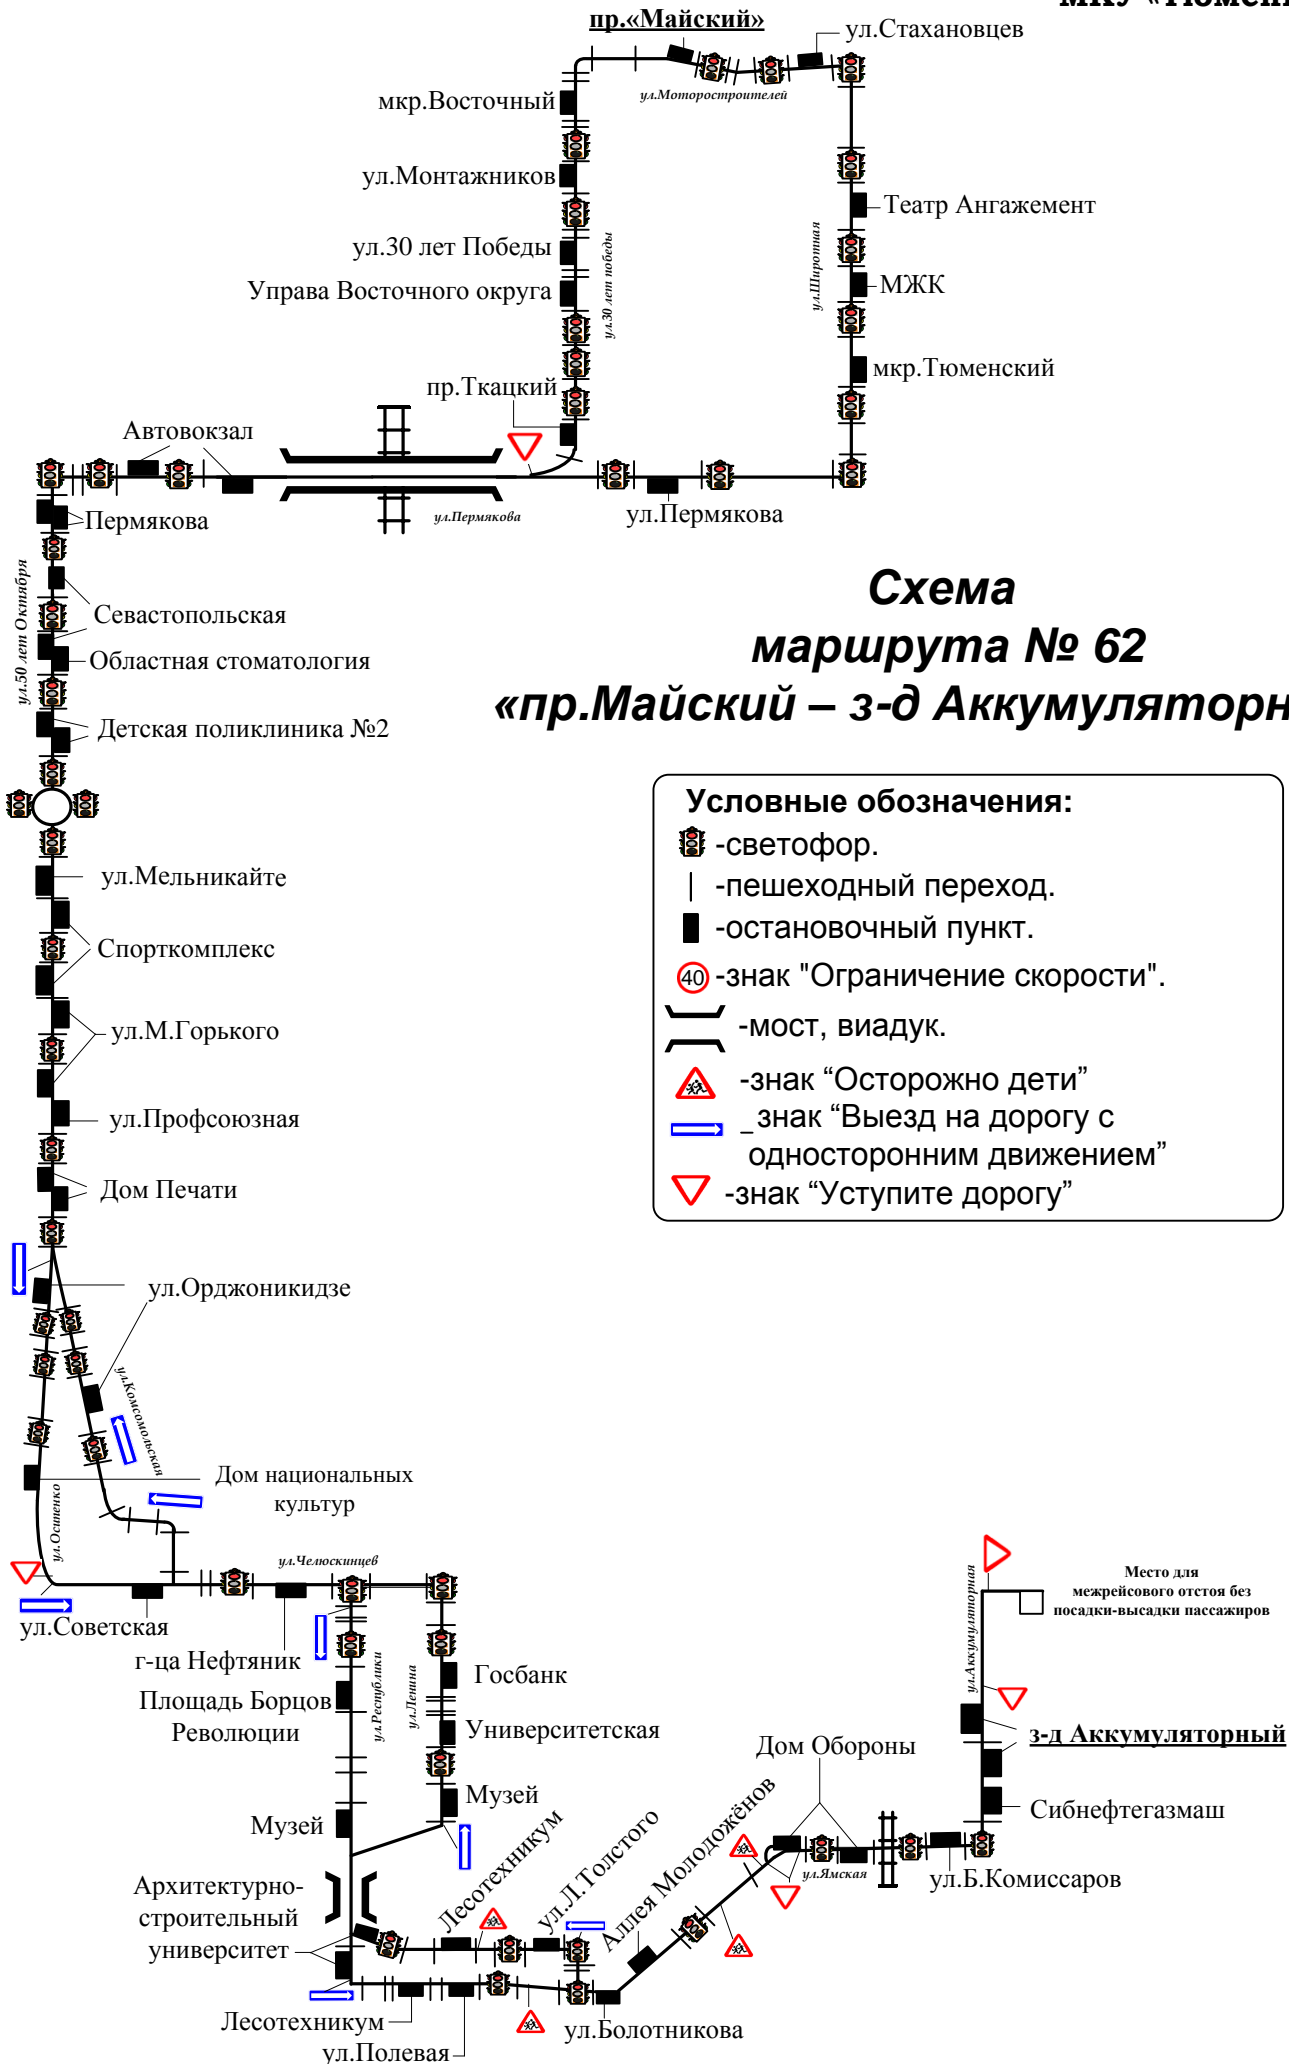 пр.«Майский»
ул.Стахановцев
ул.Моторостроителей
мкр.Восточный
ул.Монтажников
Театр Ангажемент
ул.30 лет Победы
ул.30 лет победы
ул.Широтная
Управа Восточного округа
МЖК
мкр.Тюменский
пр.Ткацкий
Автовокзал
ул.Пермякова
ул.Пермякова
Пермякова
ул.50 лет Октября
Севастопольская
Областная стоматология
Детская поликлиника №2
Схема
маршрута № 62
«пр.Майский – з-д Аккумуляторн
Условные обозначения:
-светофор.
-пешеходный переход.
-остановочный пункт.
40 -знак "Ограничение скорости".
-мост, виадук.
-знак “Осторожно дети”
_знак “Выезд на дорогу с
односторонним движением”
-знак “Уступите дорогу”
ул.Мельникайте
Спорткомплекс
ул.М.Горького
ул.Профсоюзная
Дом Печати
ул.Орджоникидзе
ул.Комсомольская
Дом национальных
культур
ул.Осипенко
ул.Челюскинцев
ул.Советская
г-ца Нефтяник
Площадь Борцов
Революции
ул.Республики
ул.Ленина
Госбанк
Университетская
Музей
Музей
Архитектурно-
строительный
университет
Лесотехникум
ул.Л.Толстого
Аллея Молодожёнов
Дом Обороны
ул.Ямская
ул.Б.Комиссаров
Сибнефтегазмаш
з-д Аккумуляторный
ул.Аккумуляторная
Место для
межрейсового отстоя без
посадки-высадки пассажиров
Лесотехникум
ул.Полевая
ул.Болотникова